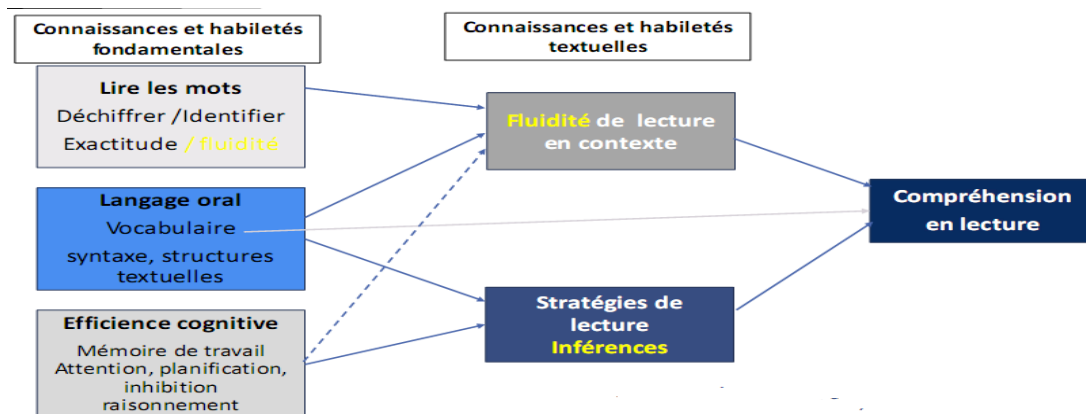 Connaissances et habiletés
fondamentales
Lire les mots
Déchiffrer /Identifier
Exactitude / fluidité
Langage oral
Vocabulaire
syntaxe, structures
textuelles
Efficience cognitive
Mémoire de travail
Attention, planification,
inhibition
raisonnement
Connaissances et habiletés
textuelles
Fluidité de lecture
en contexte
Stratégies de
lecture
Inférences
Compréhension
en lecture